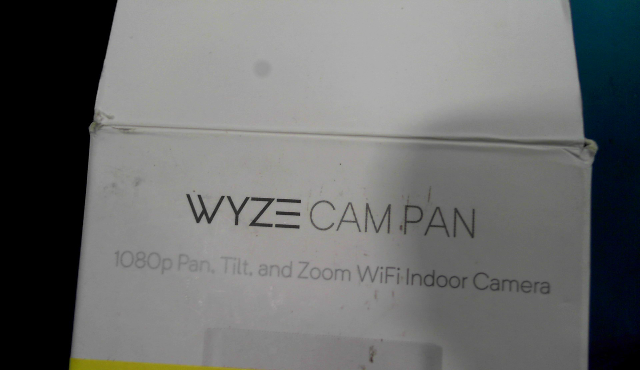 WYZE CAM PAN
1080p Pan, Tilt, and Zoom WiFi Indoor Camera